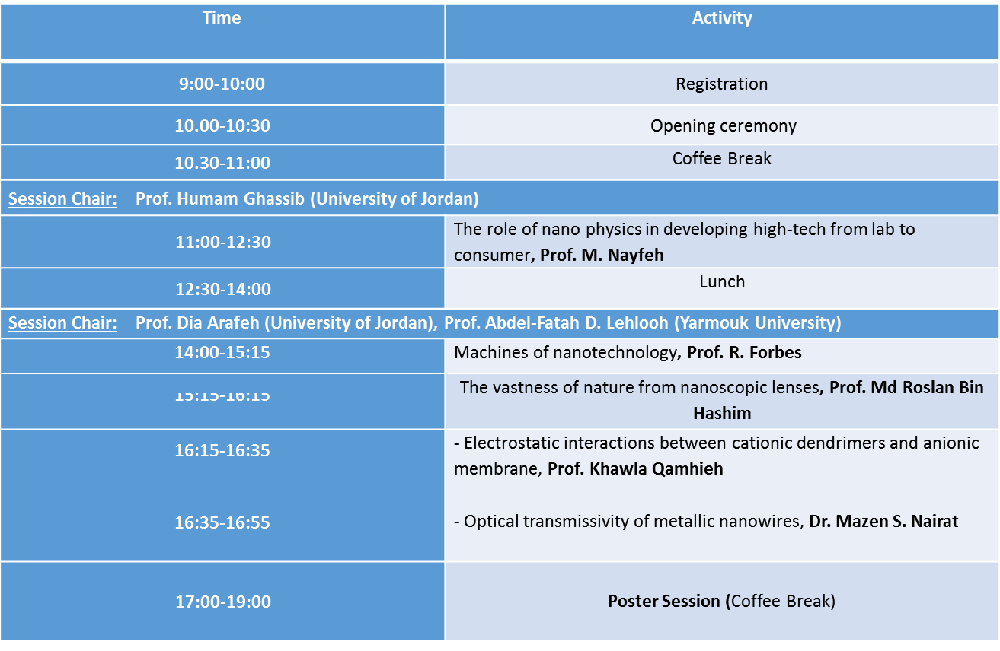 Time Activity
9:00-10:00 Registration
10.00-10:30 Opening ceremony
10.30-11:00 Coffee Break
Session Chair: Prof. Humam Ghassib (University of Jordan)
11:00-12:30 The role of nano physics in developing high-tech from lab to
consumer, Prof. M. Nayfeh
12:30-14:00 Lunch
Session Chair: Prof. Dia Arafeh (University of Jordan), Prof. Abdel-Fatah D. Lehlooh (Yarmouk University)
14:00-15:15 Machines of nanotechnology, Prof. R. Forbes
15:15-16:15 The vastness of nature from nanoscopic lenses, Prof. Md Roslan Bin
Hashim
16:15-16:35 - Electrostatic interactions between cationic dendrimers and anionic
membrane, Prof. Khawla Qamhieh
16:35-16:55 - Optical transmissivity of metallic nanowires, Dr. Mazen S. Nairat
17:00-19:00 Poster Session (Coffee Break)